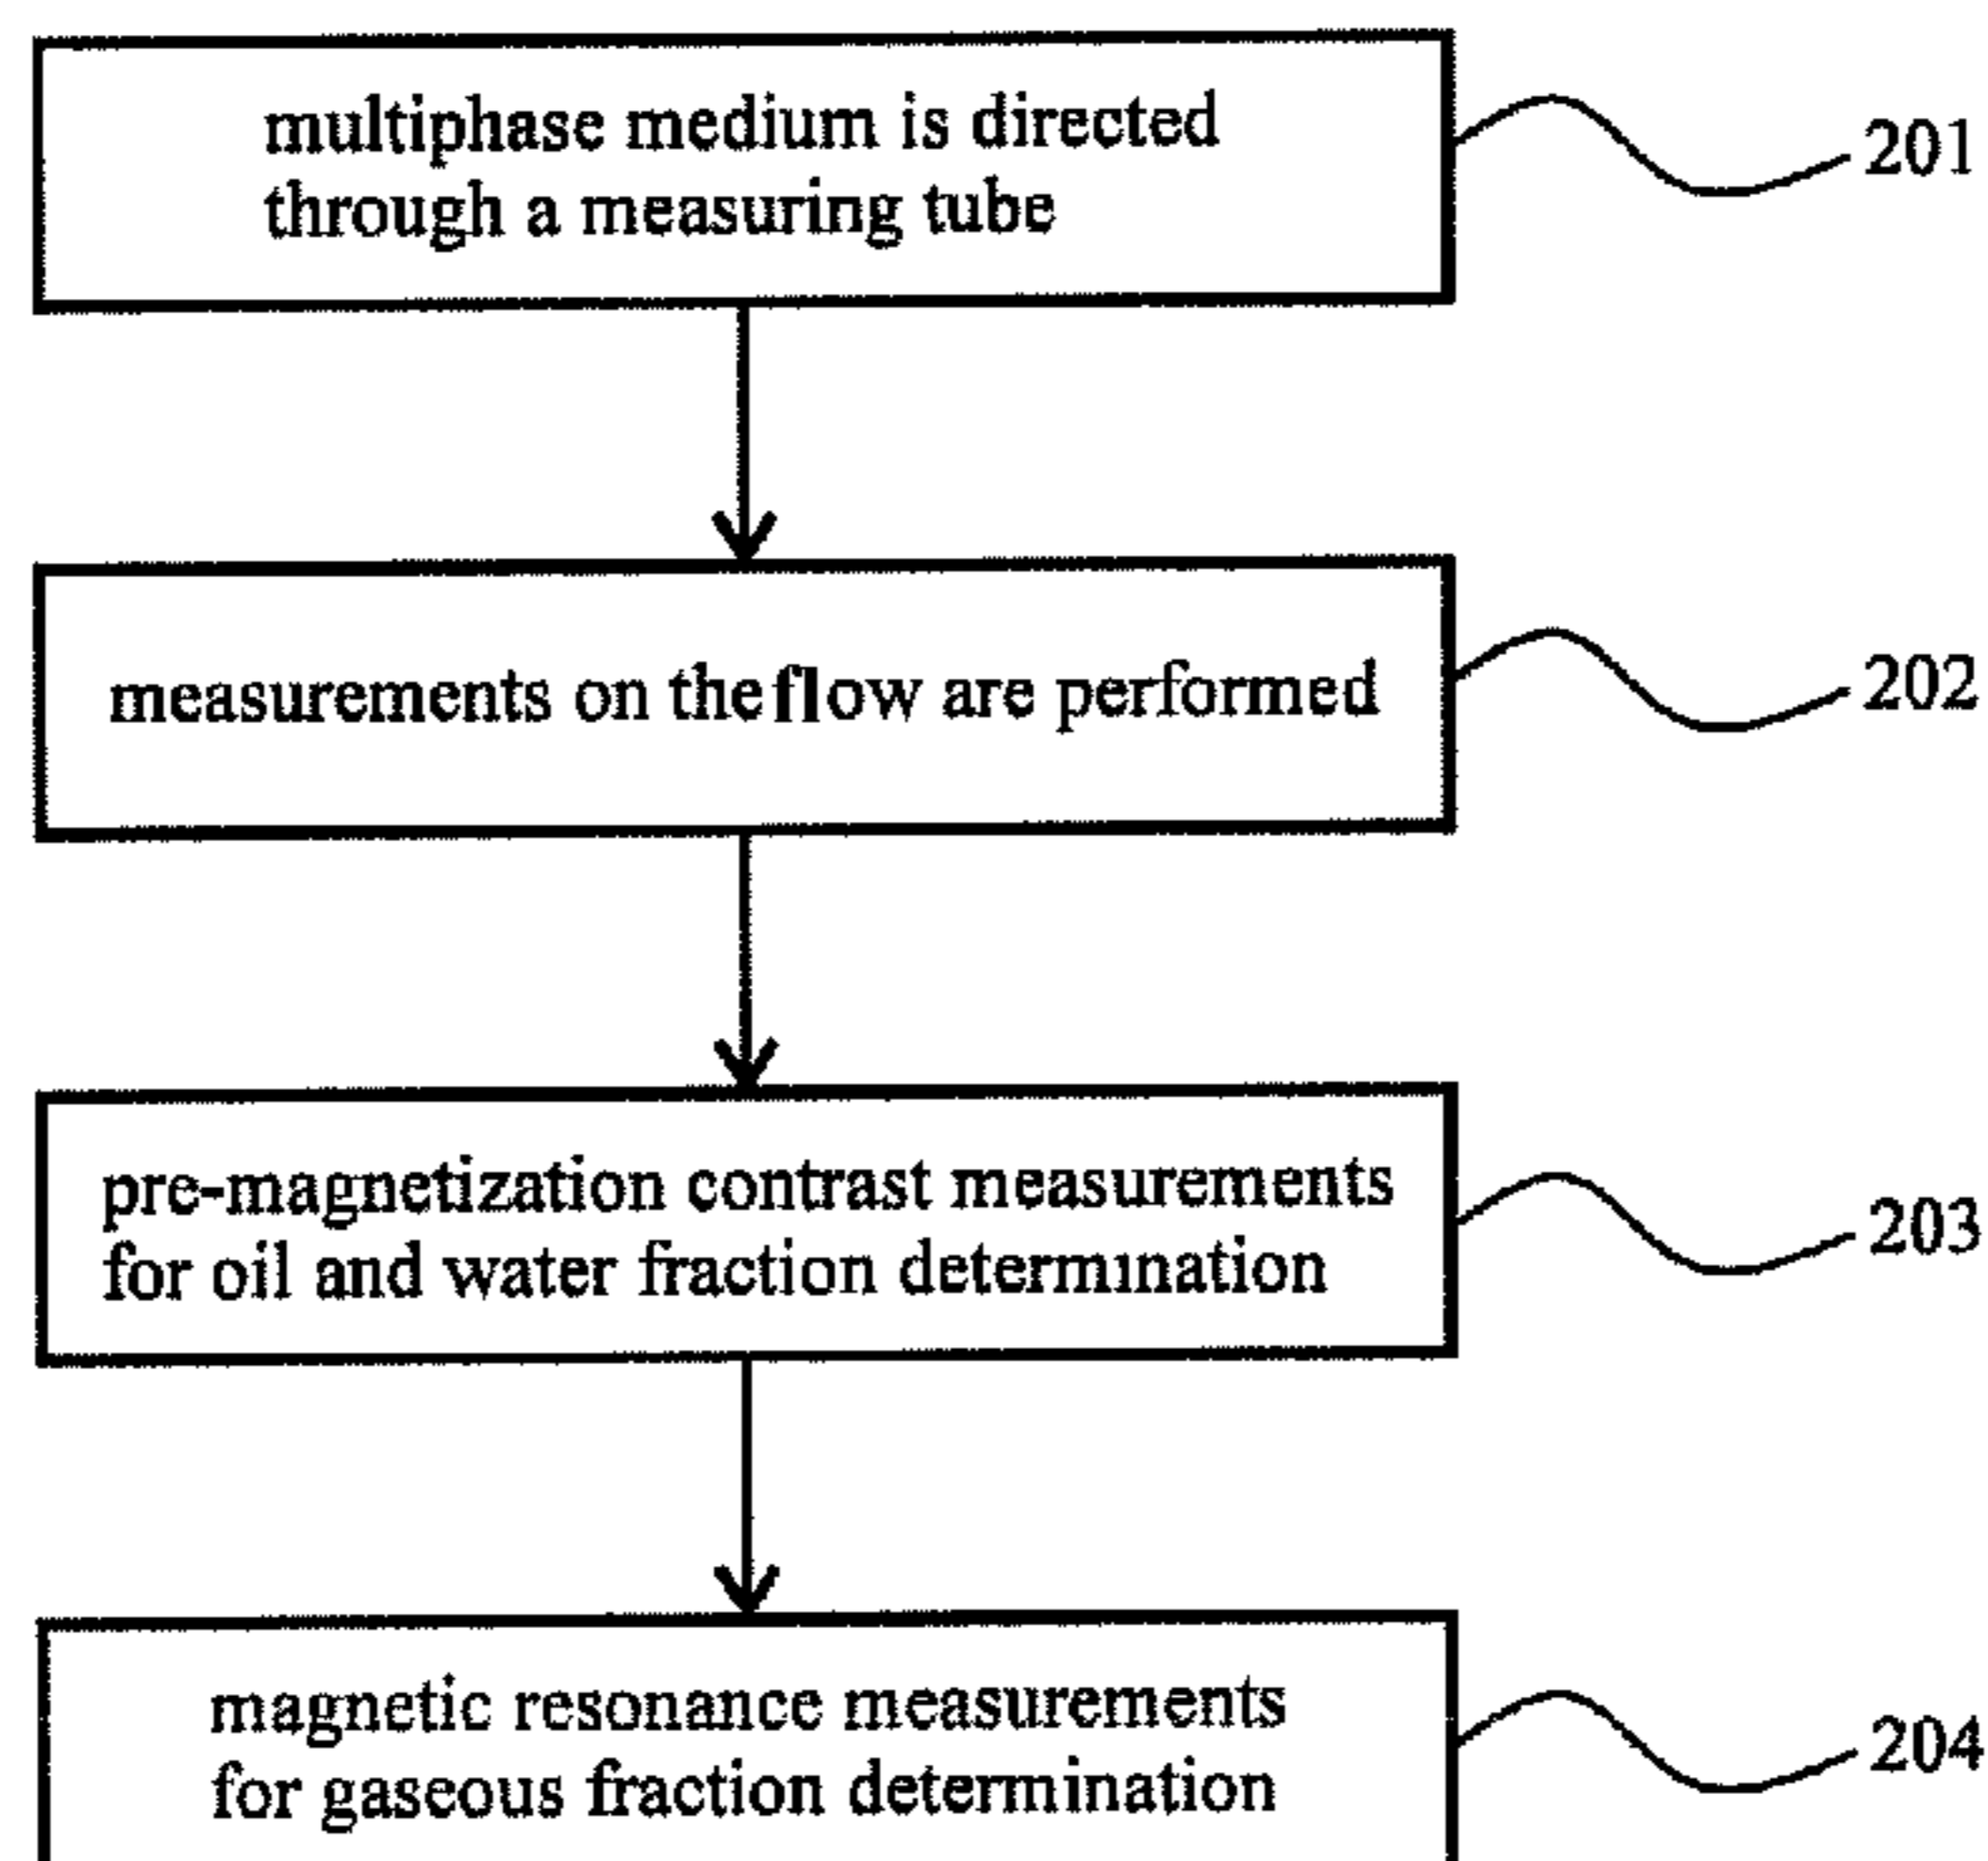 multiphase medium is directed
through a measuring tube
201
measurements on the flow are performed
202
pre-magnetization contrast measurements
for oil and water fraction determination
203
magnetic resonance measurements
for gaseous fraction determination
204